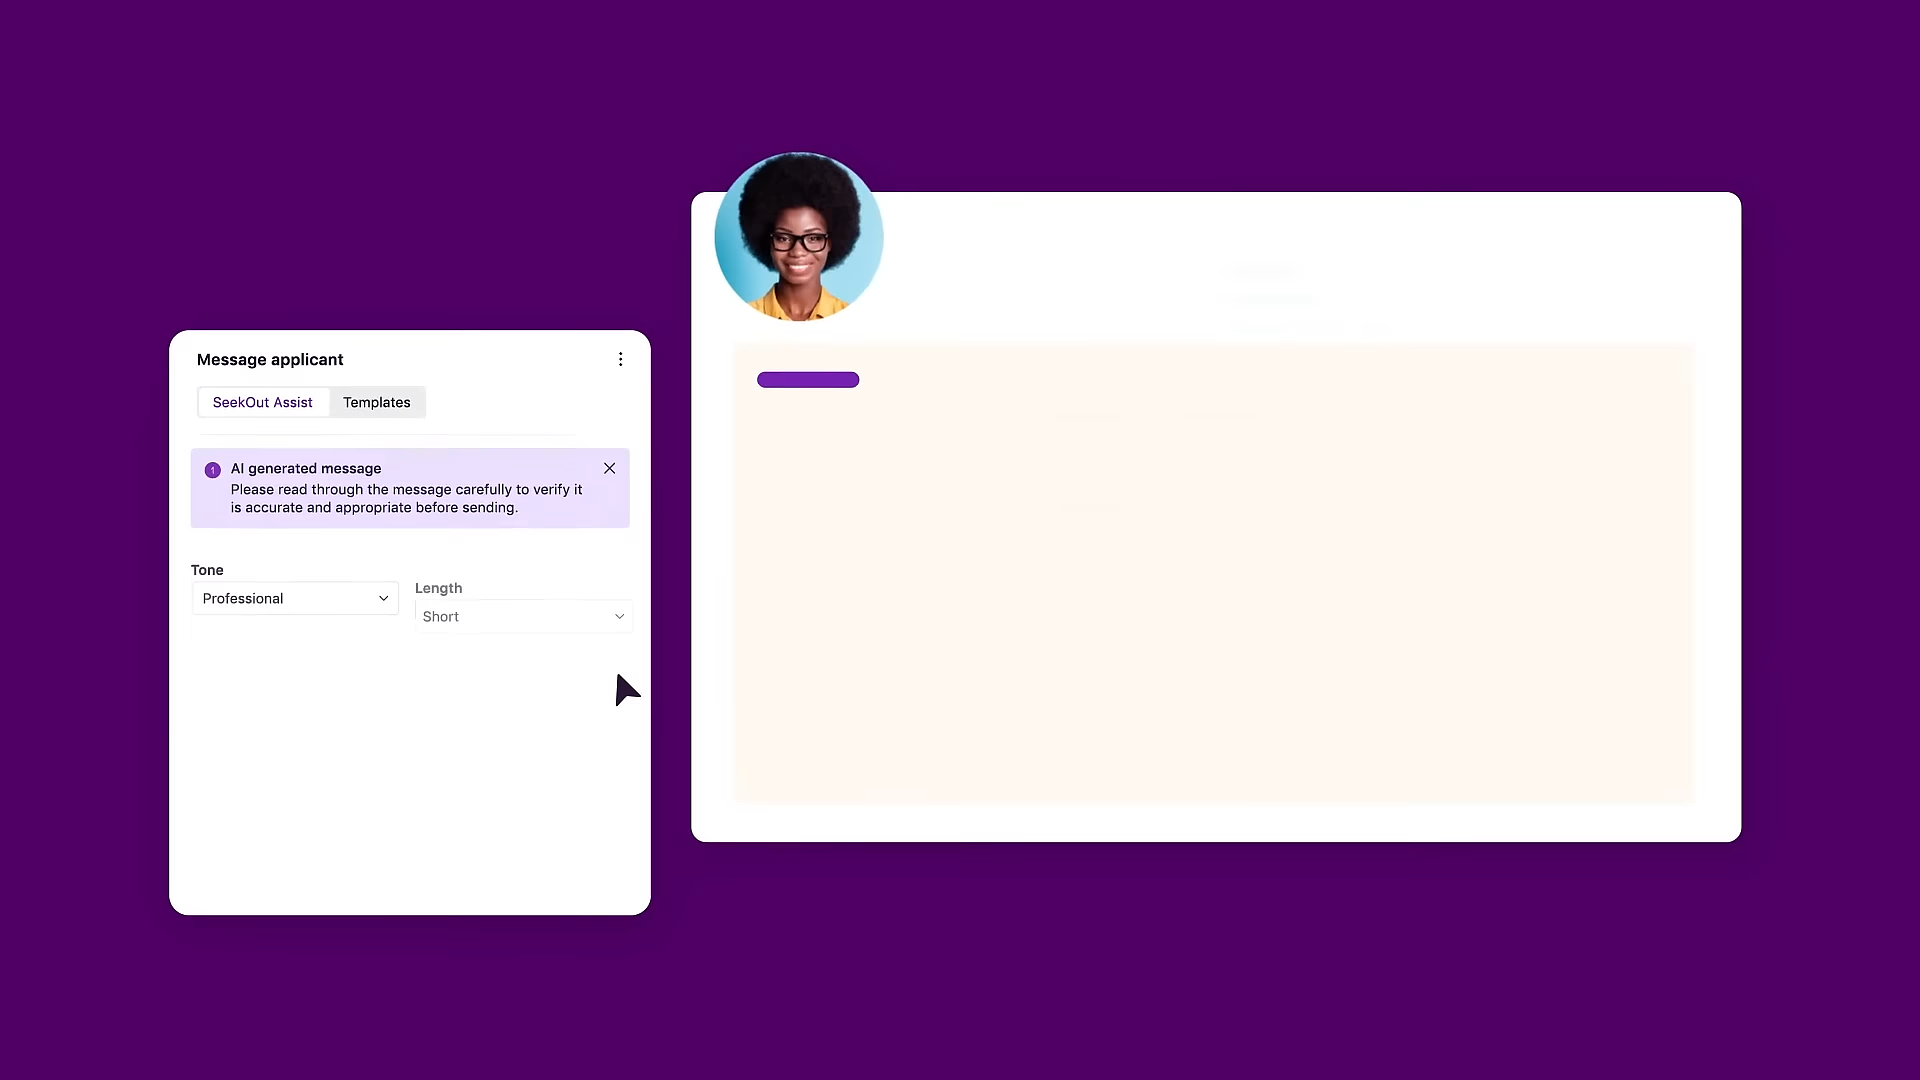 Message applicant
SeekOut Assist
Templates
1
AI generated message
Please read through the message carefully to verify it
is accurate and appropriate before sending.
Tone
Professional
Length
Short